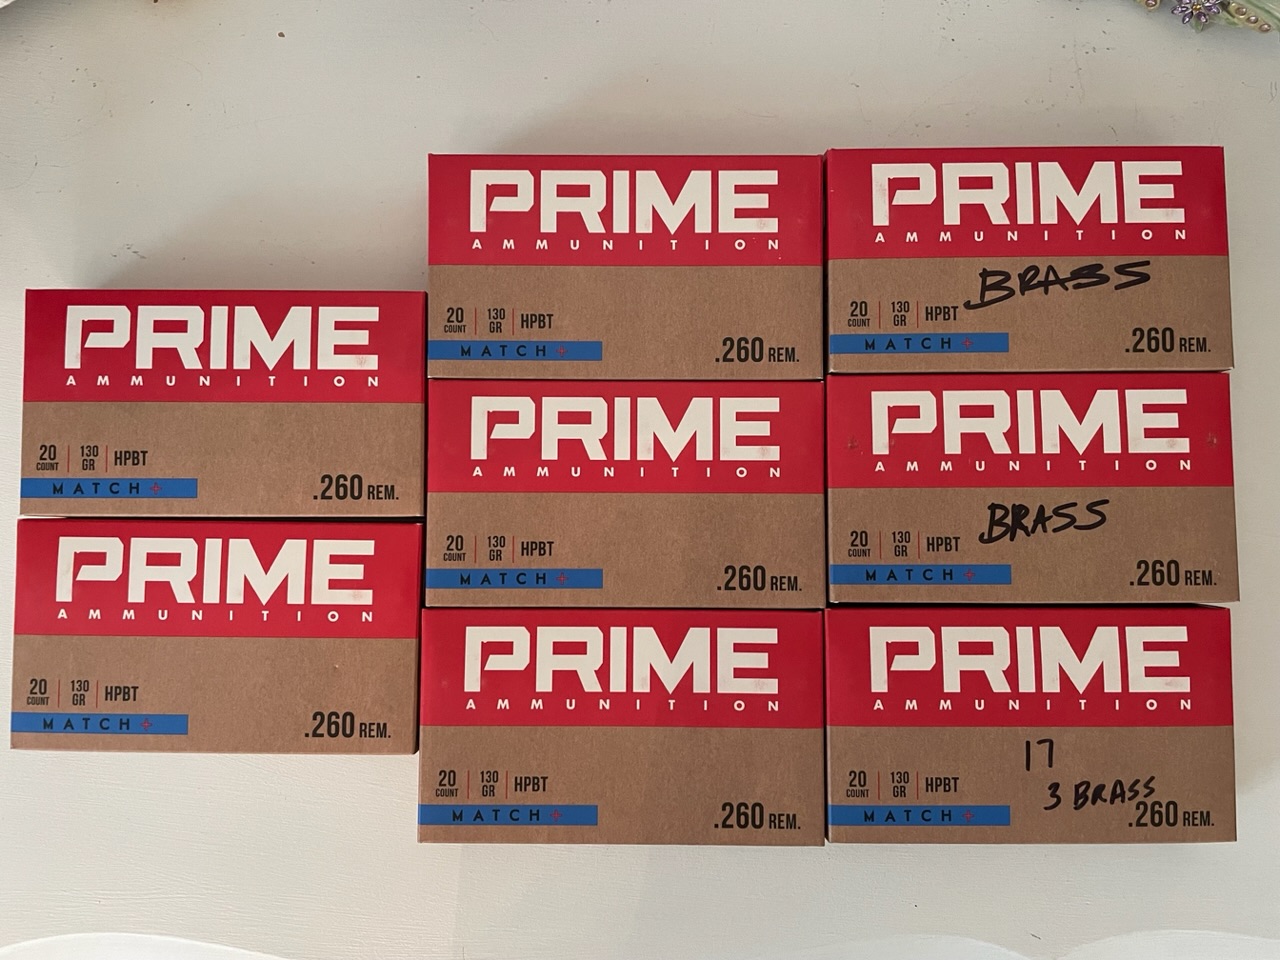 PRIME
AMMUNITION
20 COUNT | 130 GR | HPBT
MATCH+
.260 REM.
PRIME
AMMUNITION
20 COUNT | 130 GR | HPBT
MATCH+
.260 REM.
PRIME
AMMUNITION
20 COUNT | 130 GR | HPBT
MATCH+
.260 REM.
PRIME
AMMUNITION
20 COUNT | 130 GR | HPBT
MATCH+
.260 REM.
PRIME
AMMUNITION
20 COUNT | 130 GR | HPBT
MATCH+
.260 REM.
PRIME
AMMUNITION
BRASS
20 COUNT | 130 GR | HPBT
MATCH+
.260 REM.
PRIME
AMMUNITION
BRASS
20 COUNT | 130 GR | HPBT
MATCH+
.260 REM.
PRIME
AMMUNITION
17
3 BRASS
20 COUNT | 130 GR | HPBT
MATCH+
.260 REM.